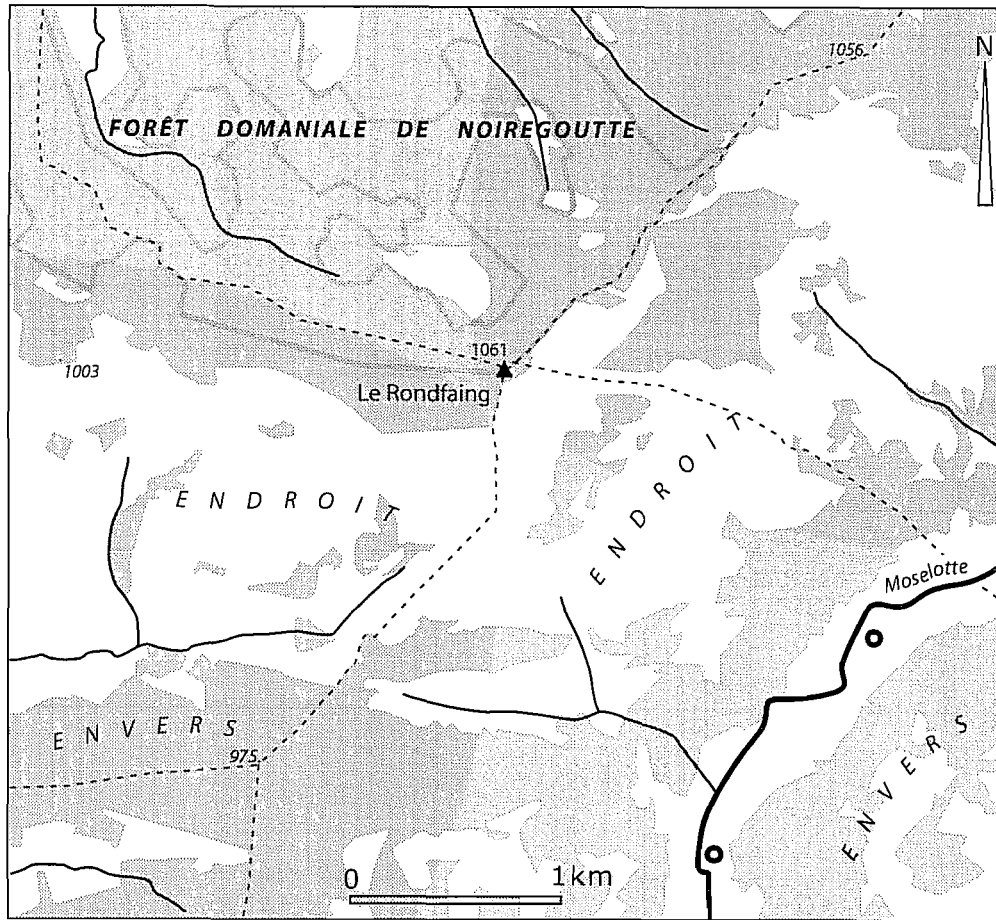 1056
N
FORÊT DOMANIALE DE NOIREGOUTTE
1061
1003
Le Rondfaing
ENDROIT
ENDROIT
Moselotte
ENVERS
975
ENVERS
0 1km